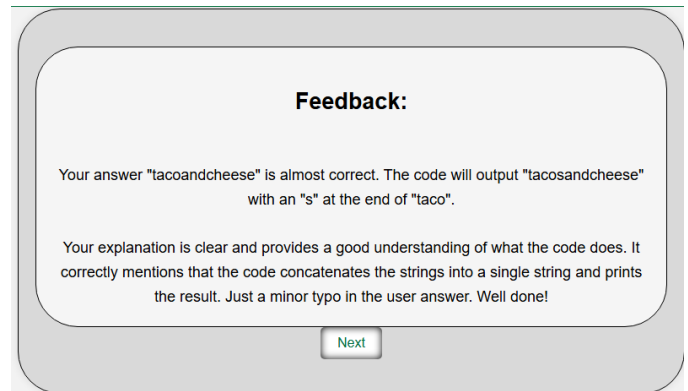 Feedback:
Your answer "tacoandcheese" is almost correct. The code will output "tacosandcheese"
with an "s" at the end of "taco".
Your explanation is clear and provides a good understanding of what the code does. It
correctly mentions that the code concatenates the strings into a single string and prints
the result. Just a minor typo in the user answer. Well done!
Next